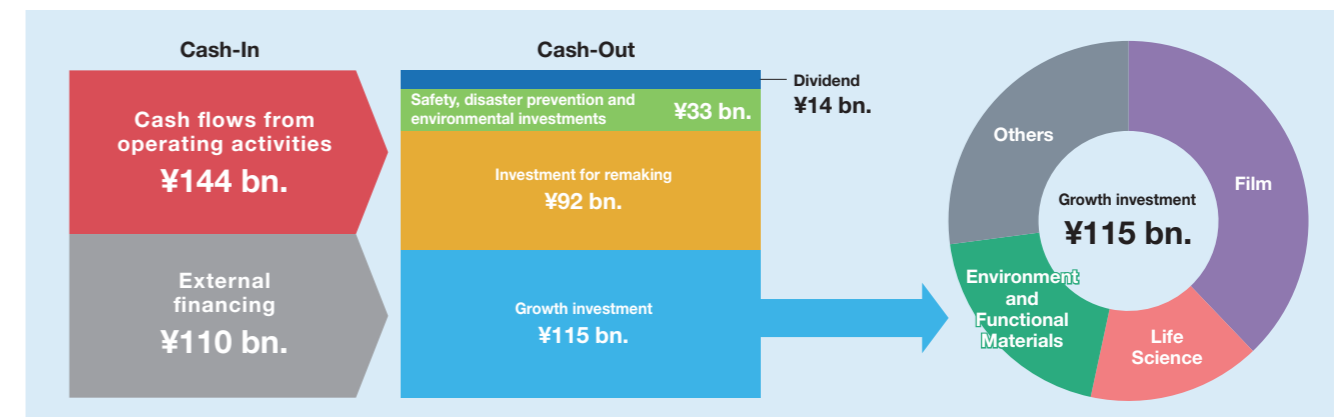 Cash-In
Cash flows from
operating activities
¥144 bn.
External
financing
¥110 bn.
Cash-Out
Dividend
¥14 bn.
Safety, disaster prevention and
environmental investments
¥33 bn.
Investment for remaking
¥92 bn.
Growth investment
¥115 bn.
Growth investment
¥115 bn.
Film
Life
Science
Environment
and
Functional
Materials
Others